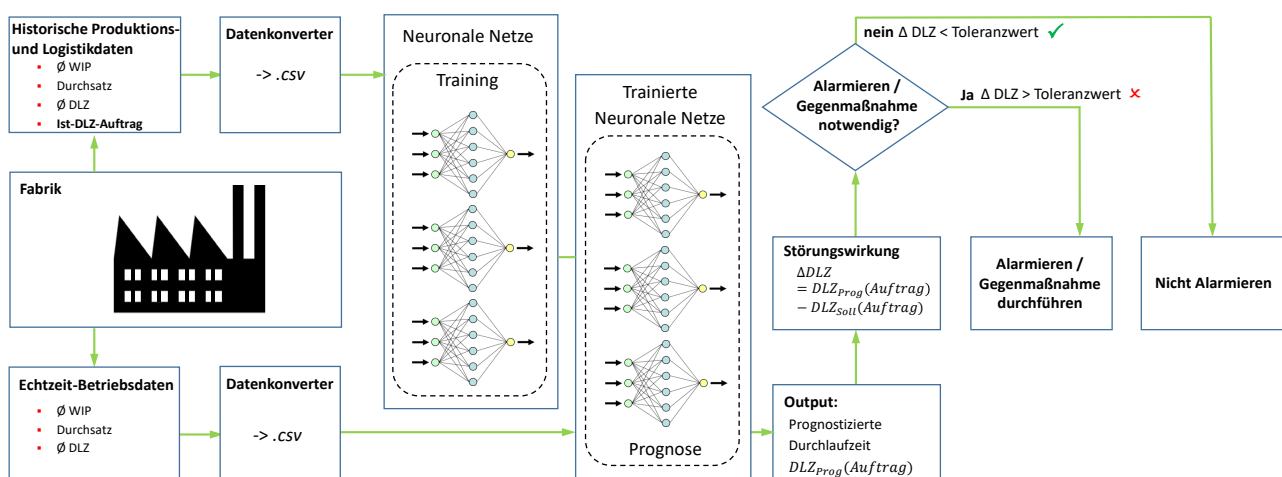 Historische Produktions-
und Logistikdaten
▪ Ø WIP
▪ Durchsatz
▪ Ø DLZ
▪ Ist-DLZ-Auftrag
Datenkonverter
-> .csv
Fabrik
Echtzeit-Betriebsdaten
▪ Ø WIP
▪ Durchsatz
▪ Ø DLZ
Datenkonverter
-> .csv
Neuronale Netze
Training
Trainierte
Neuronale Netze
Prognose
Output:
Prognostizierte
Durchlaufzeit
DLZ_Prog(Auftrag)
Störungswirkung
ΔDLZ
= DLZ_Prog(Auftrag)
− DLZ_Soll(Auftrag)
Alarmieren /
Gegenmaßnahme
notwendig?
nein Δ DLZ < Toleranzwert ✓
Ja Δ DLZ > Toleranzwert ✗
Alarmieren /
Gegenmaßnahme
durchführen
Nicht Alarmieren